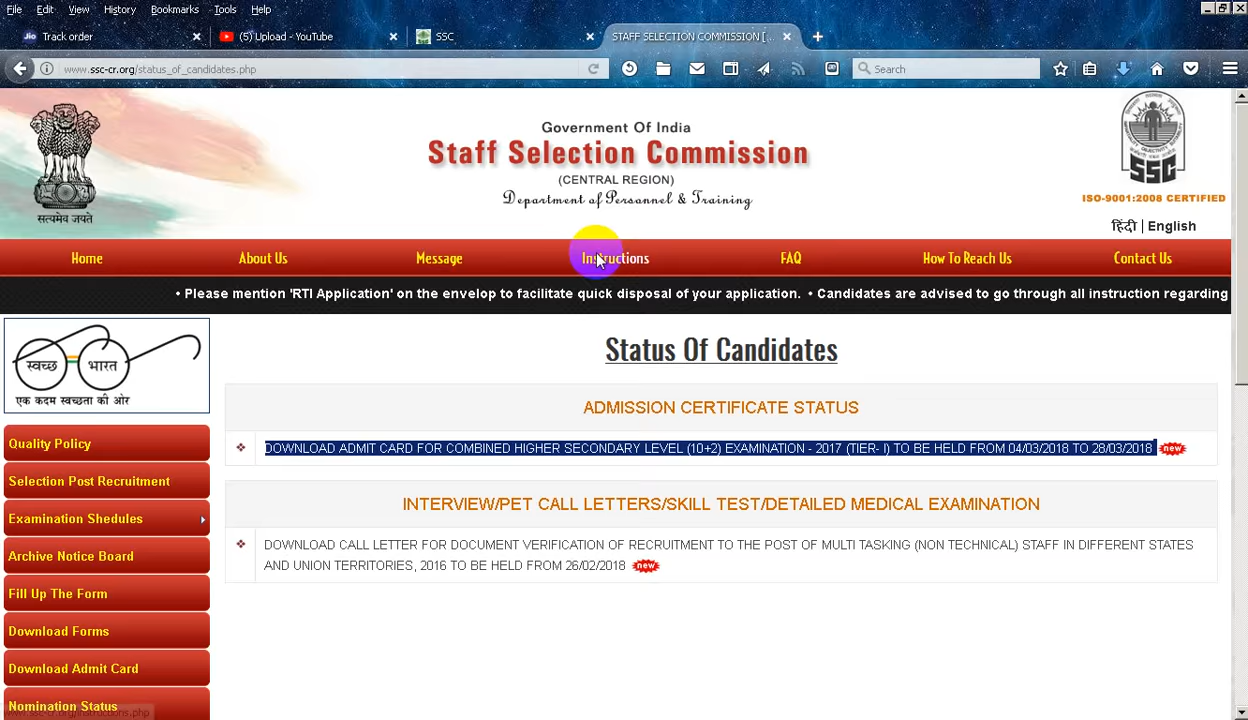 File Edit View History Bookmarks Tools Help
Jio Track order
(5) Upload - YouTube
SSC
STAFF SELECTION COMMISSION [...
www.ssc-cr.org/status_of_candidates.php
Search
सत्यमेव जयते
Government Of India
Staff Selection Commission
(CENTRAL REGION)
Department of Personnel & Training
SSC
ISO-9001:2008 CERTIFIED
हिंदी | English
Home About Us Message Instructions FAQ How To Reach Us Contact Us
• Please mention 'RTI Application' on the envelop to facilitate quick disposal of your application. • Candidates are advised to go through all instruction regarding
स्वच्छ भारत
एक कदम स्वच्छता की ओर
Quality Policy
Selection Post Recruitment
Examination Shedules
Archive Notice Board
Fill Up The Form
Download Forms
Download Admit Card
Nomination Status
Status Of Candidates
ADMISSION CERTIFICATE STATUS
DOWNLOAD ADMIT CARD FOR COMBINED HIGHER SECONDARY LEVEL (10+2) EXAMINATION - 2017 (TIER- I) TO BE HELD FROM 04/03/2018 TO 28/03/2018 new
INTERVIEW/PET CALL LETTERS/SKILL TEST/DETAILED MEDICAL EXAMINATION
DOWNLOAD CALL LETTER FOR DOCUMENT VERIFICATION OF RECRUITMENT TO THE POST OF MULTI TASKING (NON TECHNICAL) STAFF IN DIFFERENT STATES
AND UNION TERRITORIES, 2016 TO BE HELD FROM 26/02/2018 new
www.ssc-cr.org/instructions.php